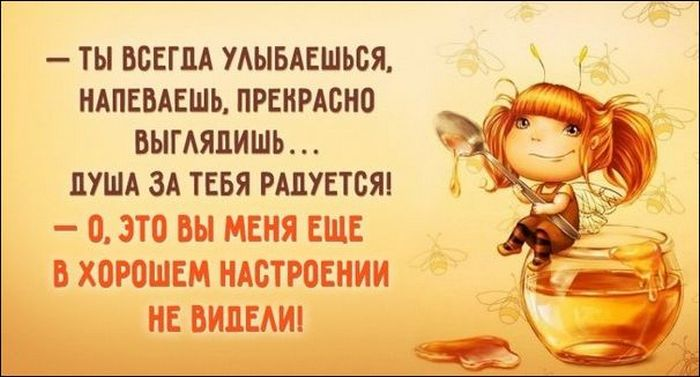 — ТЫ ВСЕГДА УЛЫБАЕШЬСЯ,
НАПЕВАЕШЬ, ПРЕКРАСНО
ВЫГЛЯДИШЬ...
ДУША ЗА ТЕБЯ РАДУЕТСЯ!
— О, ЭТО ВЫ МЕНЯ ЕЩЕ
В ХОРОШЕМ НАСТРОЕНИИ
НЕ ВИДЕЛИ!